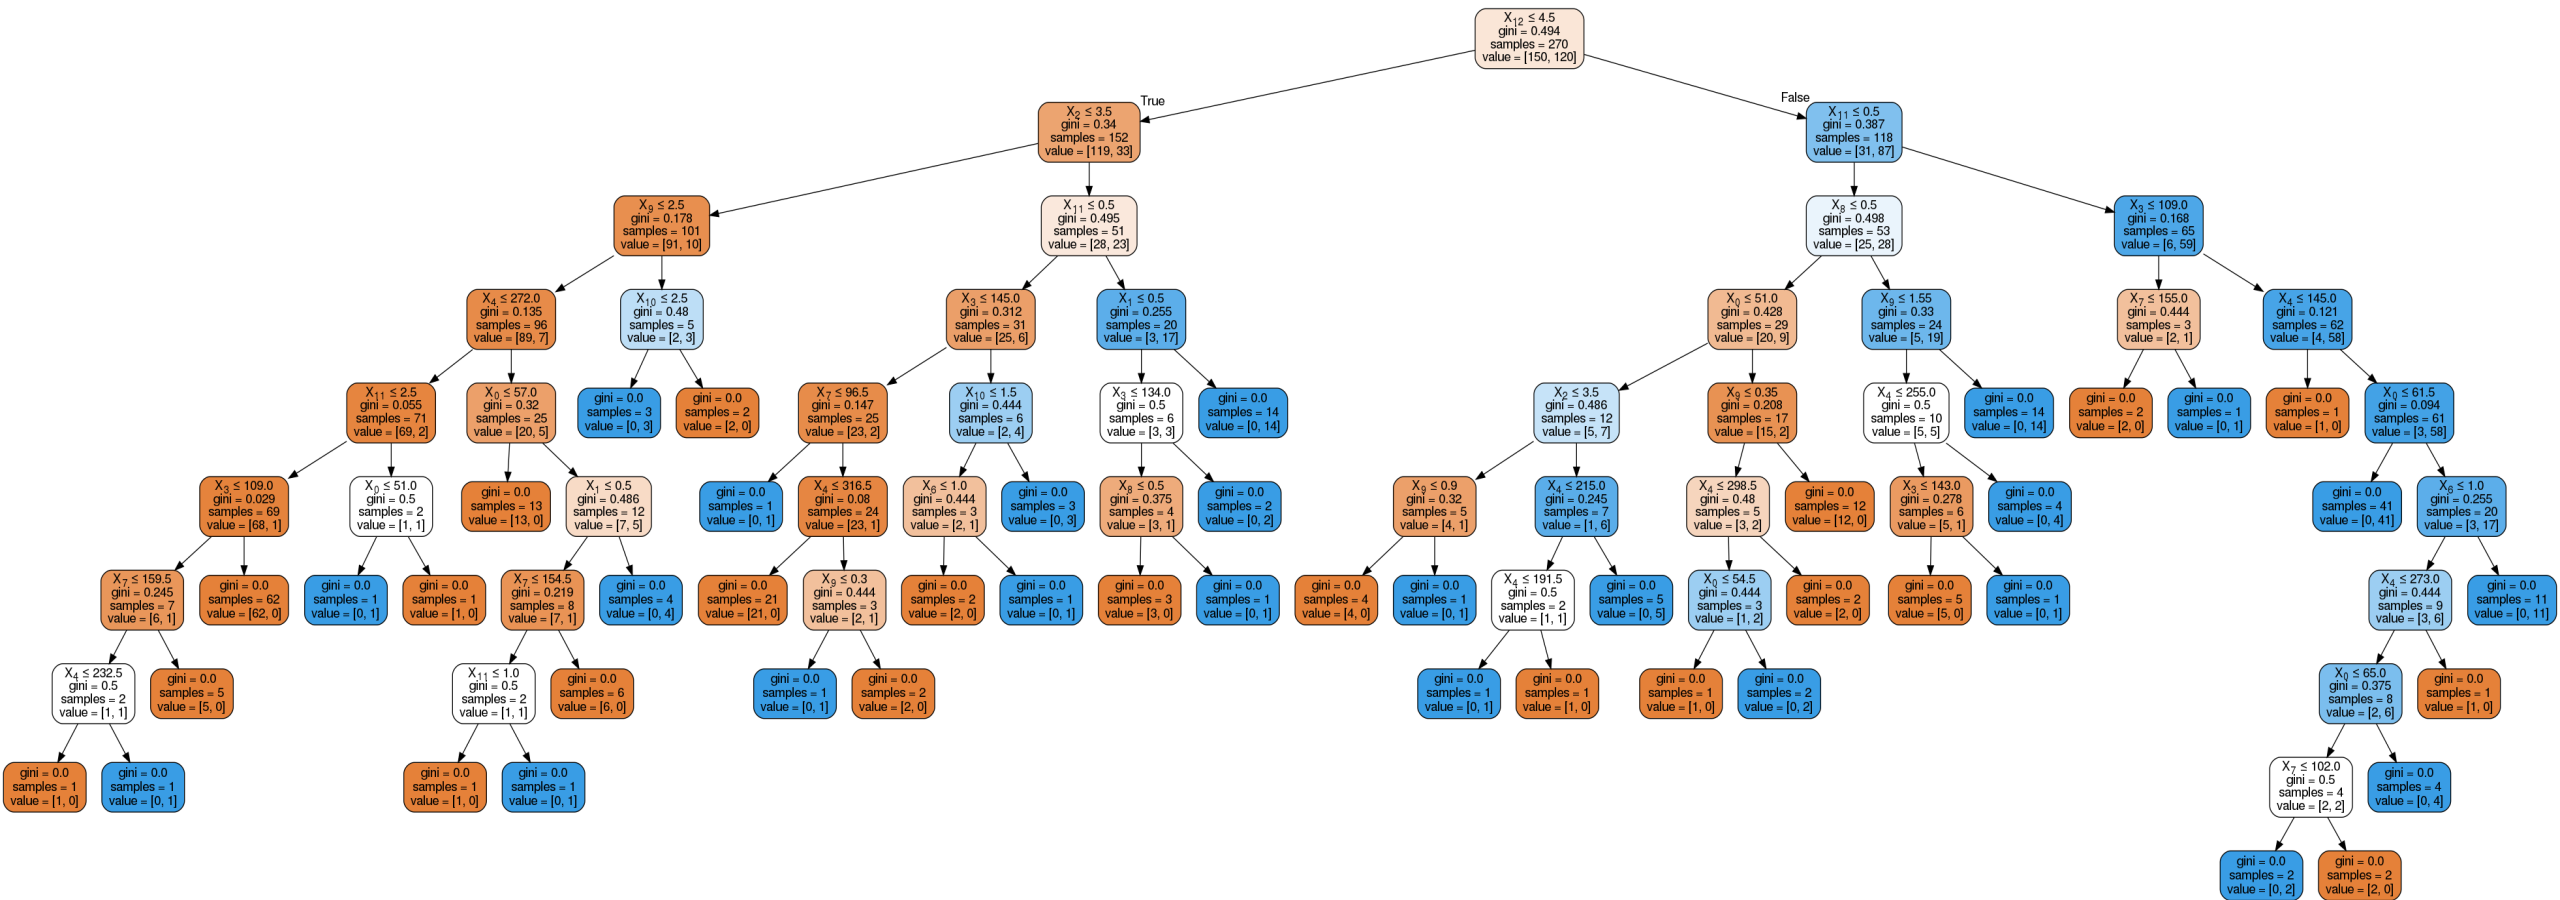 X₁₂ ≤ 4.5
gini = 0.494
samples = 270
value = [150, 120]
True
False
X₂ ≤ 3.5
gini = 0.34
samples = 152
value = [119, 33]
X₁₁ ≤ 0.5
gini = 0.387
samples = 118
value = [31, 87]
X₉ ≤ 2.5
gini = 0.178
samples = 101
value = [91, 10]
X₁₁ ≤ 0.5
gini = 0.495
samples = 51
value = [28, 23]
X₈ ≤ 0.5
gini = 0.498
samples = 53
value = [25, 28]
X₃ ≤ 109.0
gini = 0.168
samples = 65
value = [6, 59]
X₄ ≤ 272.0
gini = 0.135
samples = 96
value = [89, 7]
X₁₀ ≤ 2.5
gini = 0.48
samples = 5
value = [2, 3]
X₃ ≤ 145.0
gini = 0.312
samples = 31
value = [25, 6]
X₁ ≤ 0.5
gini = 0.255
samples = 20
value = [3, 17]
X₀ ≤ 51.0
gini = 0.428
samples = 29
value = [20, 9]
X₉ ≤ 1.55
gini = 0.33
samples = 24
value = [5, 19]
X₇ ≤ 155.0
gini = 0.444
samples = 3
value = [2, 1]
X₄ ≤ 145.0
gini = 0.121
samples = 62
value = [4, 58]
X₁₁ ≤ 2.5
gini = 0.055
samples = 71
value = [69, 2]
X₀ ≤ 57.0
gini = 0.32
samples = 25
value = [20, 5]
gini = 0.0
samples = 3
value = [0, 3]
gini = 0.0
samples = 2
value = [2, 0]
X₇ ≤ 96.5
gini = 0.147
samples = 25
value = [23, 2]
X₁₀ ≤ 1.5
gini = 0.444
samples = 6
value = [2, 4]
X₃ ≤ 134.0
gini = 0.5
samples = 6
value = [3, 3]
gini = 0.0
samples = 14
value = [0, 14]
X₂ ≤ 3.5
gini = 0.486
samples = 12
value = [5, 7]
X₉ ≤ 0.35
gini = 0.208
samples = 17
value = [15, 2]
X₄ ≤ 255.0
gini = 0.5
samples = 10
value = [5, 5]
gini = 0.0
samples = 14
value = [0, 14]
gini = 0.0
samples = 2
value = [2, 0]
gini = 0.0
samples = 1
value = [0, 1]
gini = 0.0
samples = 1
value = [1, 0]
X₀ ≤ 61.5
gini = 0.094
samples = 61
value = [3, 58]
X₃ ≤ 109.0
gini = 0.029
samples = 69
value = [68, 1]
X₀ ≤ 51.0
gini = 0.5
samples = 2
value = [1, 1]
gini = 0.0
samples = 13
value = [13, 0]
X₁ ≤ 0.5
gini = 0.486
samples = 12
value = [7, 5]
gini = 0.0
samples = 1
value = [0, 1]
X₄ ≤ 316.5
gini = 0.08
samples = 24
value = [23, 1]
X₆ ≤ 1.0
gini = 0.444
samples = 3
value = [2, 1]
gini = 0.0
samples = 3
value = [0, 3]
X₈ ≤ 0.5
gini = 0.375
samples = 4
value = [3, 1]
gini = 0.0
samples = 2
value = [0, 2]
X₉ ≤ 0.9
gini = 0.32
samples = 5
value = [4, 1]
X₄ ≤ 215.0
gini = 0.245
samples = 7
value = [1, 6]
X₄ ≤ 298.5
gini = 0.48
samples = 5
value = [3, 2]
gini = 0.0
samples = 12
value = [12, 0]
X₃ ≤ 143.0
gini = 0.278
samples = 6
value = [5, 1]
gini = 0.0
samples = 4
value = [0, 4]
gini = 0.0
samples = 41
value = [0, 41]
X₆ ≤ 1.0
gini = 0.255
samples = 20
value = [3, 17]
X₇ ≤ 159.5
gini = 0.245
samples = 7
value = [6, 1]
gini = 0.0
samples = 62
value = [62, 0]
gini = 0.0
samples = 1
value = [0, 1]
gini = 0.0
samples = 1
value = [1, 0]
X₇ ≤ 154.5
gini = 0.219
samples = 8
value = [7, 1]
gini = 0.0
samples = 4
value = [0, 4]
gini = 0.0
samples = 21
value = [21, 0]
X₉ ≤ 0.3
gini = 0.444
samples = 3
value = [2, 1]
gini = 0.0
samples = 2
value = [2, 0]
gini = 0.0
samples = 1
value = [0, 1]
gini = 0.0
samples = 3
value = [3, 0]
gini = 0.0
samples = 1
value = [0, 1]
gini = 0.0
samples = 4
value = [4, 0]
gini = 0.0
samples = 1
value = [0, 1]
X₄ ≤ 191.5
gini = 0.5
samples = 2
value = [1, 1]
gini = 0.0
samples = 5
value = [0, 5]
X₀ ≤ 54.5
gini = 0.444
samples = 3
value = [1, 2]
gini = 0.0
samples = 2
value = [2, 0]
gini = 0.0
samples = 5
value = [5, 0]
gini = 0.0
samples = 1
value = [0, 1]
X₄ ≤ 273.0
gini = 0.444
samples = 9
value = [3, 6]
gini = 0.0
samples = 11
value = [0, 11]
X₄ ≤ 232.5
gini = 0.5
samples = 2
value = [1, 1]
gini = 0.0
samples = 5
value = [5, 0]
X₁₁ ≤ 1.0
gini = 0.5
samples = 2
value = [1, 1]
gini = 0.0
samples = 6
value = [6, 0]
gini = 0.0
samples = 1
value = [0, 1]
gini = 0.0
samples = 2
value = [2, 0]
gini = 0.0
samples = 1
value = [0, 1]
gini = 0.0
samples = 1
value = [1, 0]
gini = 0.0
samples = 1
value = [1, 0]
gini = 0.0
samples = 2
value = [0, 2]
X₀ ≤ 65.0
gini = 0.375
samples = 8
value = [2, 6]
gini = 0.0
samples = 1
value = [1, 0]
gini = 0.0
samples = 1
value = [1, 0]
gini = 0.0
samples = 1
value = [0, 1]
gini = 0.0
samples = 1
value = [1, 0]
gini = 0.0
samples = 1
value = [0, 1]
X₇ ≤ 102.0
gini = 0.5
samples = 4
value = [2, 2]
gini = 0.0
samples = 4
value = [0, 4]
gini = 0.0
samples = 2
value = [0, 2]
gini = 0.0
samples = 2
value = [2, 0]